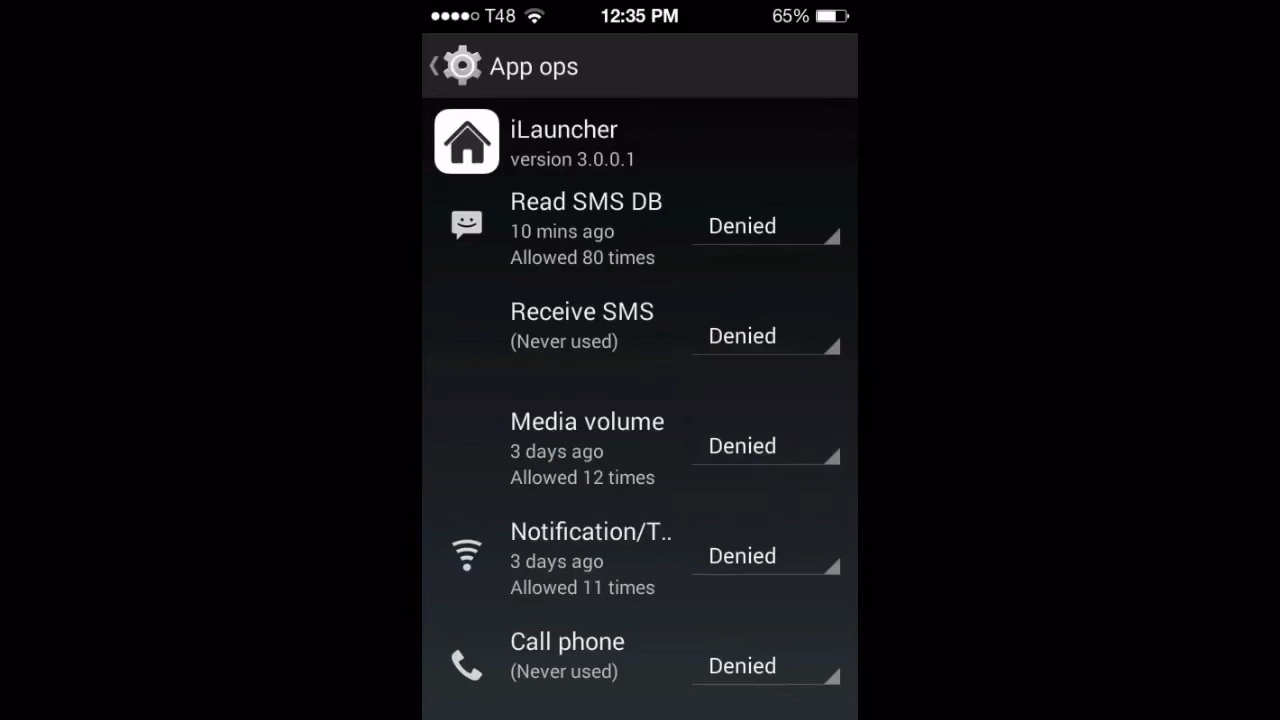 T48 12:35 PM 65%
App ops
iLauncher
version 3.0.0.1
Read SMS DB
10 mins ago
Allowed 80 times
Denied
Receive SMS
(Never used)
Denied
Media volume
3 days ago
Allowed 12 times
Denied
Notification/T..
3 days ago
Allowed 11 times
Denied
Call phone
(Never used)
Denied